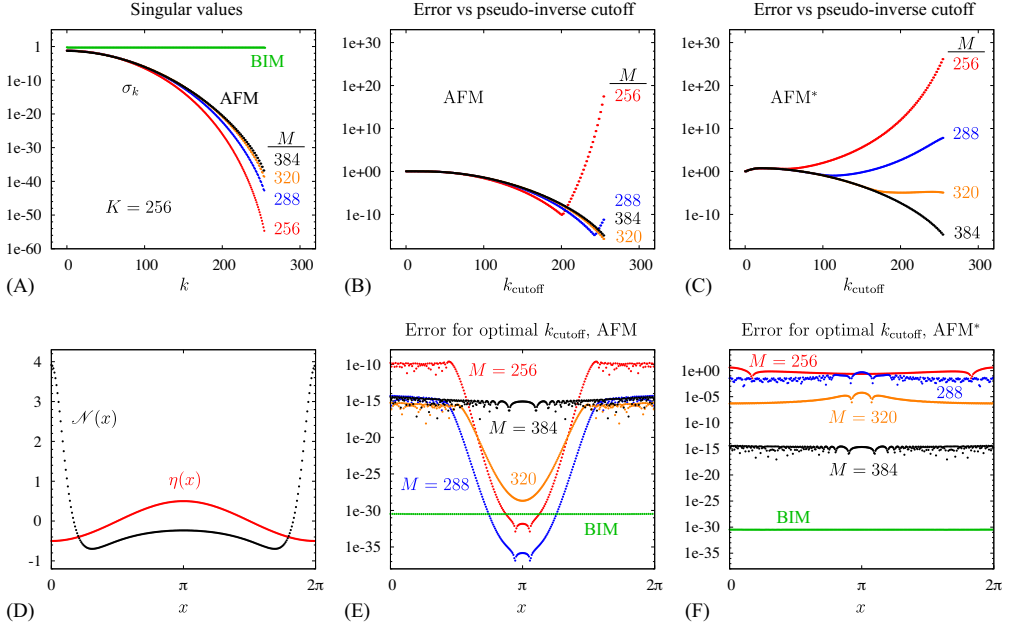 Singular values
1
1e-10
1e-20
1e-30
1e-40
1e-50
1e-60
0
100
200
300
k
BIM
σk
AFM
M
384
320
288
256
K = 256
(A)
Error vs pseudo-inverse cutoff
1e+30
1e+20
1e+10
1e+00
1e-10
0
100
200
300
kcutoff
AFM
M
256
288
384
320
(B)
Error vs pseudo-inverse cutoff
1e+30
1e+20
1e+10
1e+00
1e-10
0
100
200
300
kcutoff
AFM*
M
256
288
320
384
(C)
4
3
2
1
0
-1
0
π
2π
x
𝒩(x)
η(x)
(D)
Error for optimal kcutoff, AFM
1e-10
1e-15
1e-20
1e-25
1e-30
1e-35
0
π
2π
x
M = 256
M = 384
M = 288
320
BIM
(E)
Error for optimal kcutoff, AFM*
1e+00
1e-05
1e-10
1e-15
1e-20
1e-25
1e-30
1e-35
0
π
2π
x
M = 256
288
M = 320
M = 384
BIM
(F)